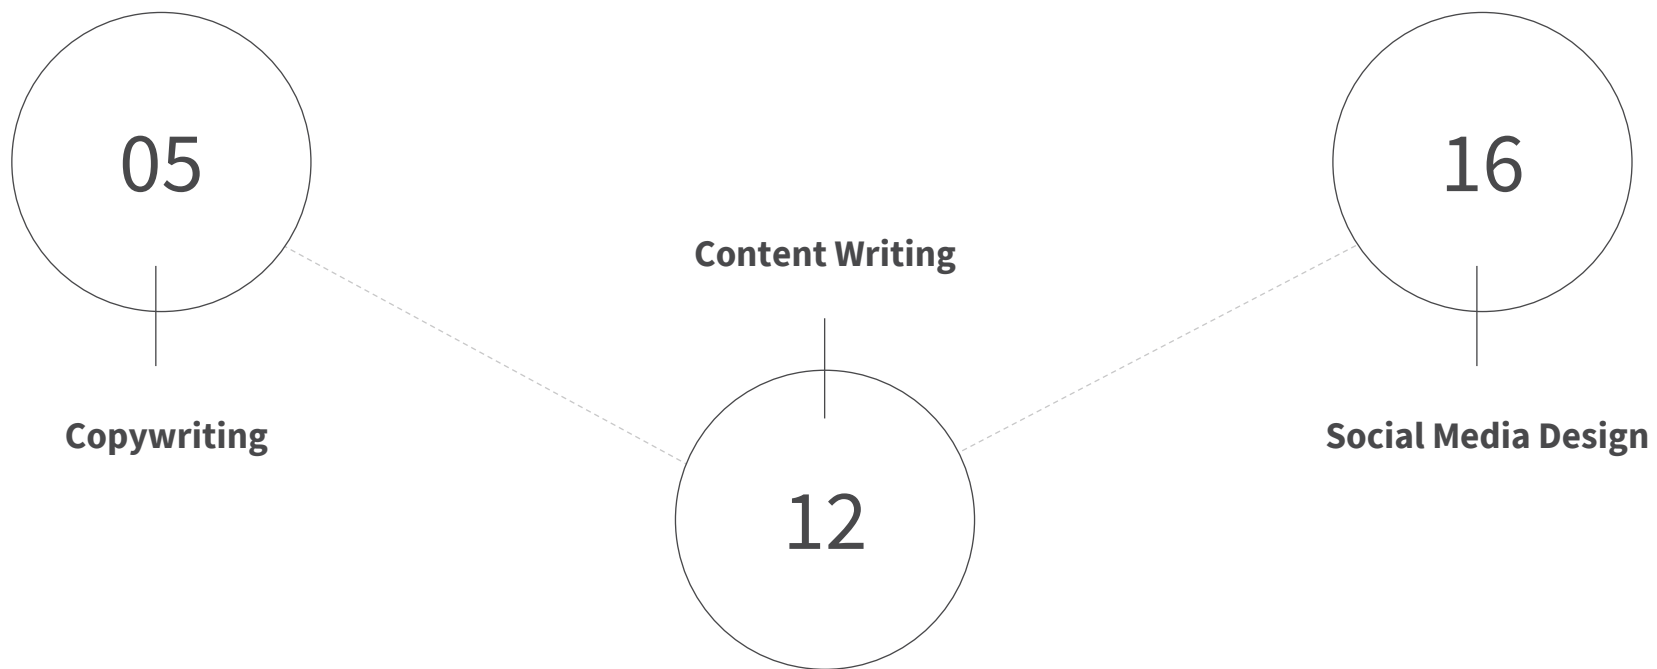 05
Copywriting
Content Writing
12
16
Social Media Design